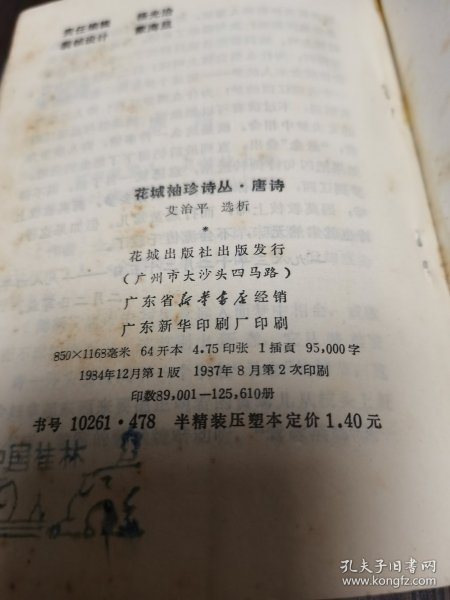 花城袖珍诗丛·唐诗
艾治平 选析
*
花城出版社出版发行
（广州市大沙头四马路）
广东省新华书店经销
广东新华印刷厂印刷
850×1168毫米 64开本 4.75印张 1插页 95,000字
1984年12月第1版 1987年8月第2次印刷
印数89,001-125,610册
书号 10261·478 半精装压塑本定价1.40元
中国桂林
孔夫子旧书网
www.kongfz.com